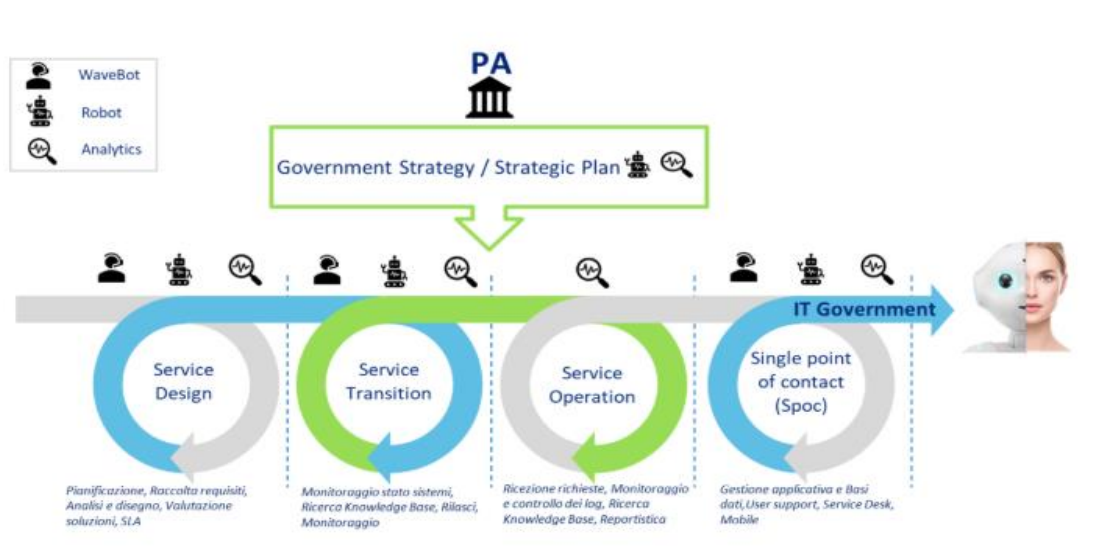 PA
WaveBot
Robot
Analytics
Government Strategy / Strategic Plan
IT Government
Service
Design
Service
Transition
Service
Operation
Single point
of contact
(Spoc)
Pianificazione, Raccolta requisiti,
Analisi e disegno, Valutazione
soluzioni, SLA
Monitoraggio stato sistemi,
Ricerca Knowledge Base, Rilasci,
Monitoraggio
Ricezione richieste, Monitoraggio
e controllo dei log, Ricerca
Knowledge Base, Reportistica
Gestione applicativa e Basi
dati,User support, Service Desk,
Mobile